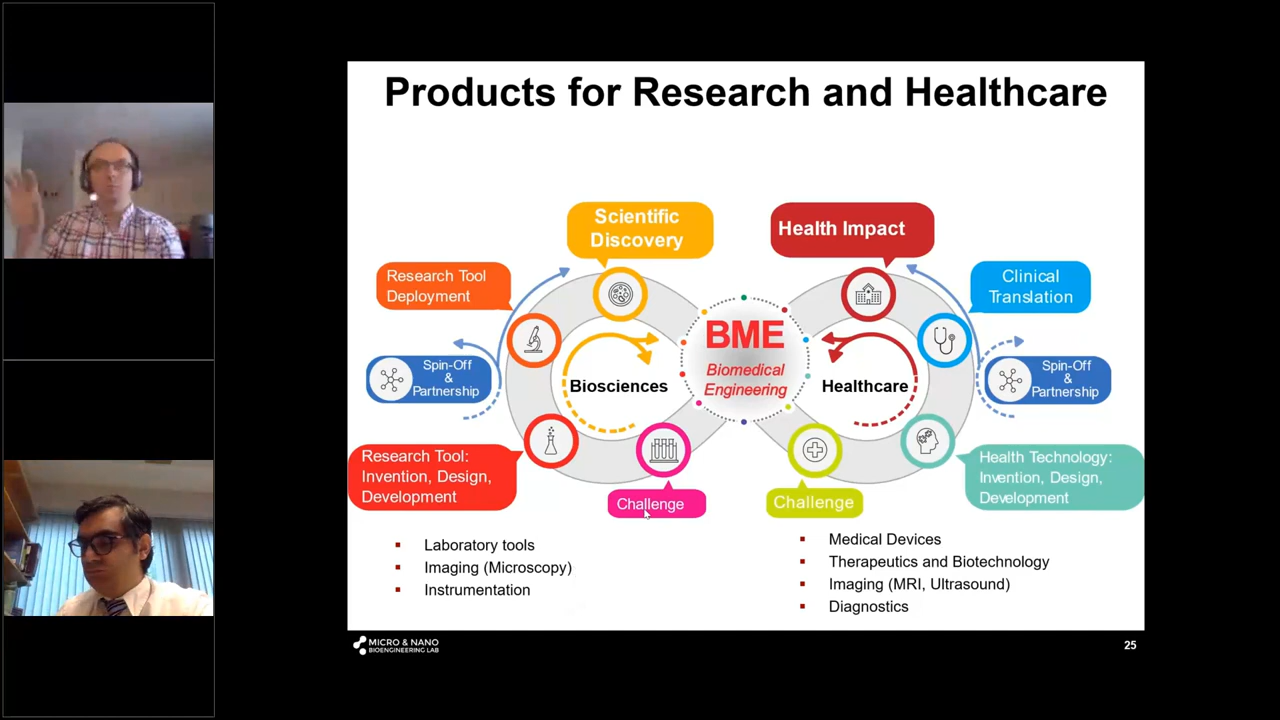 Products for Research and Healthcare
Scientific
Discovery
Health Impact
Research Tool
Deployment
Clinical
Translation
BME
Biomedical
Engineering
Spin-Off
&
Partnership
Biosciences
Healthcare
Spin-Off
&
Partnership
Research Tool:
Invention, Design,
Development
Challenge
Challenge
Health Technology:
Invention, Design,
Development
▪ Laboratory tools
▪ Imaging (Microscopy)
▪ Instrumentation
▪ Medical Devices
▪ Therapeutics and Biotechnology
▪ Imaging (MRI, Ultrasound)
▪ Diagnostics
MICRO & NANO
BIOENGINEERING LAB
25